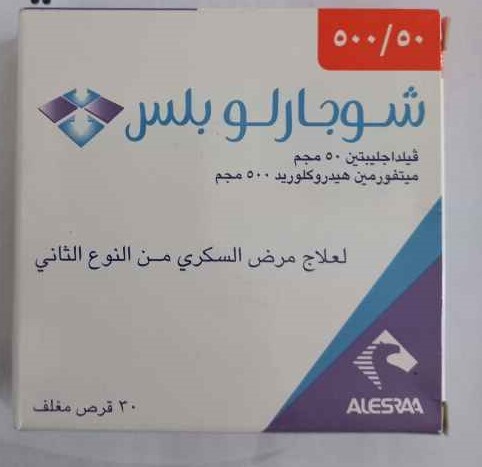 ٥٠٠/٥٠
شوجارلو بلس
ڤيلداجليبتين ٥٠ مجم
ميتفورمين هيدروكلوريد ٥٠٠ مجم
لعلاج مرض السكري من النوع الثاني
ALESRAA
٣٠ قرص مغلف